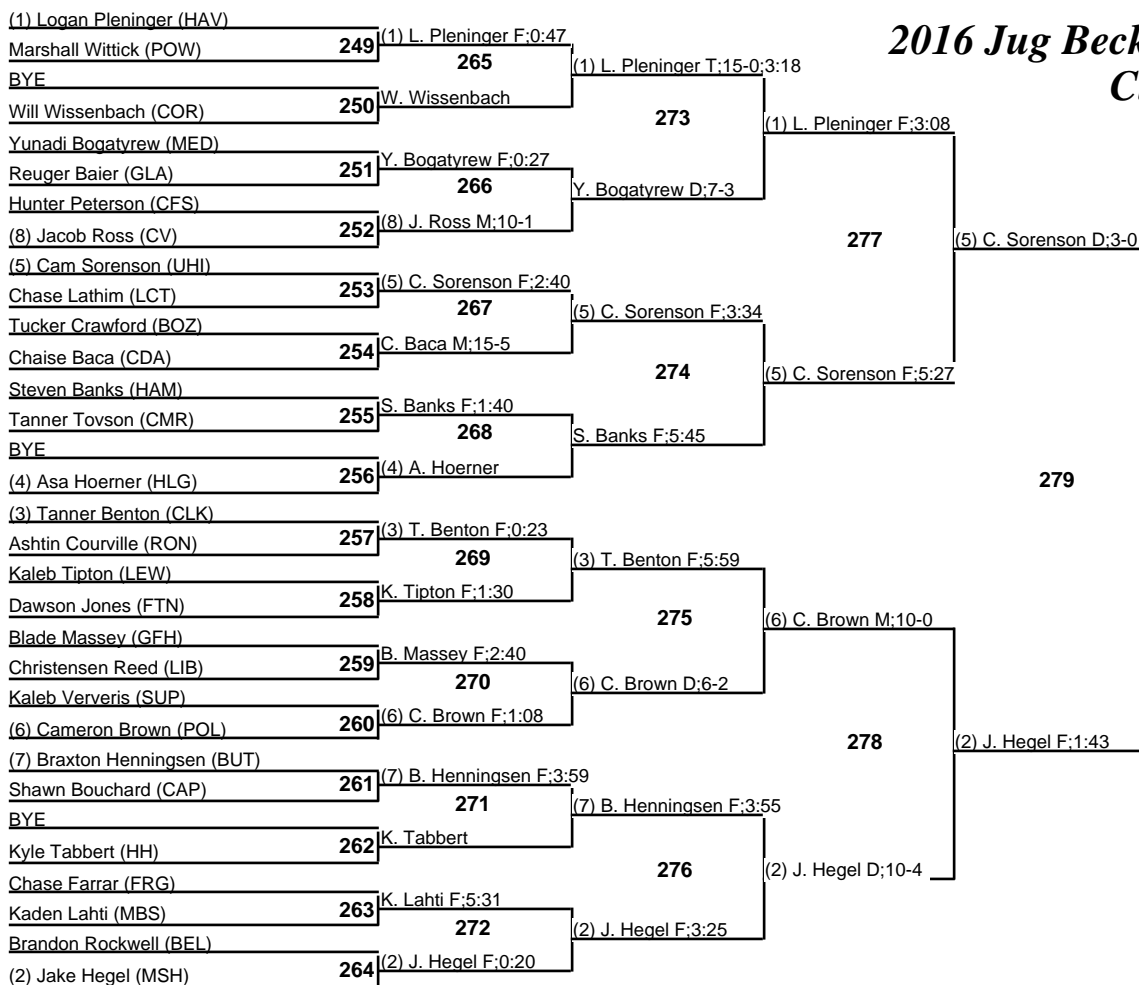 2016 Jug Beck
C
(1) Logan Pleninger (HAV)
Marshall Wittick (POW)
BYE
Will Wissenbach (COR)
Yunadi Bogatyrew (MED)
Reuger Baier (GLA)
Hunter Peterson (CFS)
(8) Jacob Ross (CV)
(5) Cam Sorenson (UHI)
Chase Lathim (LCT)
Tucker Crawford (BOZ)
Chaise Baca (CDA)
Steven Banks (HAM)
Tanner Tovson (CMR)
BYE
(4) Asa Hoerner (HLG)
(3) Tanner Benton (CLK)
Ashtin Courville (RON)
Kaleb Tipton (LEW)
Dawson Jones (FTN)
Blade Massey (GFH)
Christensen Reed (LIB)
Kaleb Ververis (SUP)
(6) Cameron Brown (POL)
(7) Braxton Henningsen (BUT)
Shawn Bouchard (CAP)
BYE
Kyle Tabbert (HH)
Chase Farrar (FRG)
Kaden Lahti (MBS)
Brandon Rockwell (BEL)
(2) Jake Hegel (MSH)
249
250
251
252
253
254
255
256
257
258
259
260
261
262
263
264
(1) L. Pleninger F;0:47
W. Wissenbach
Y. Bogatyrew F;0:27
(8) J. Ross M;10-1
(5) C. Sorenson F;2:40
C. Baca M;15-5
S. Banks F;1:40
(4) A. Hoerner
(3) T. Benton F;0:23
K. Tipton F;1:30
B. Massey F;2:40
(6) C. Brown F;1:08
(7) B. Henningsen F;3:59
K. Tabbert
K. Lahti F;5:31
(2) J. Hegel F;0:20
265
266
267
268
269
270
271
272
(1) L. Pleninger T;15-0;3:18
Y. Bogatyrew D;7-3
(5) C. Sorenson F;3:34
S. Banks F;5:45
(3) T. Benton F;5:59
(6) C. Brown D;6-2
(7) B. Henningsen F;3:55
(2) J. Hegel F;3:25
273
274
275
276
(1) L. Pleninger F;3:08
(5) C. Sorenson F;5:27
(6) C. Brown M;10-0
(2) J. Hegel D;10-4
277
278
(5) C. Sorenson D;3-0
(2) J. Hegel F;1:43
279